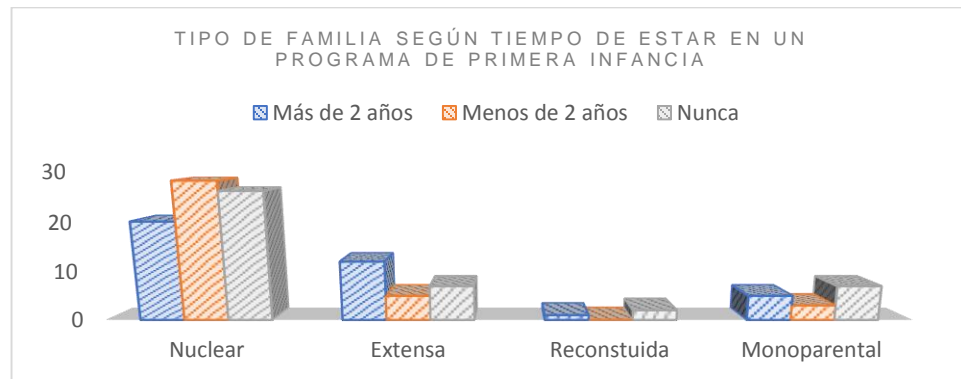 TIPO DE FAMILIA SEGÚN TIEMPO DE ESTAR EN UN
PROGRAMA DE PRIMERA INFANCIA
Más de 2 años Menos de 2 años Nunca
30
20
10
0
Nuclear Extensa Reconstuida Monoparental